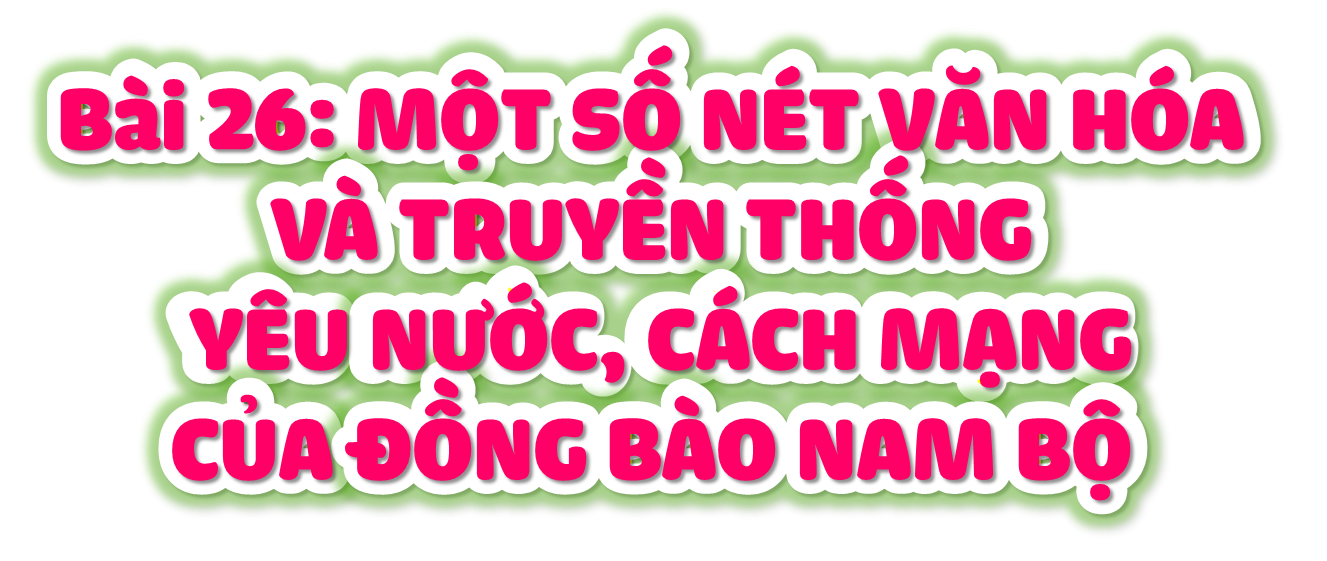 Bài 26: MỘT SỐ NÉT VĂN HÓA
VÀ TRUYỀN THỐNG
YÊU NƯỚC, CÁCH MẠNG
CỦA ĐỒNG BÀO NAM BỘ